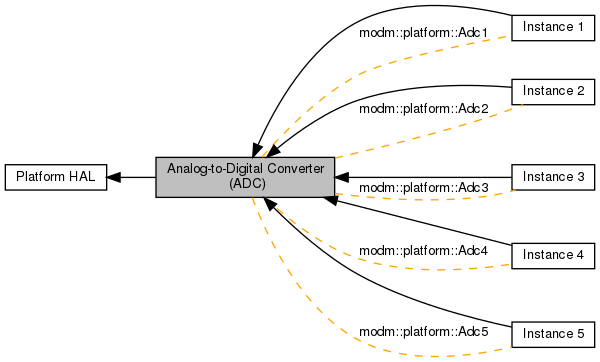 modm::platform::Adc1
Instance 1
modm::platform::Adc2
Instance 2
Platform HAL
Analog-to-Digital Converter
(ADC)
modm::platform::Adc3
Instance 3
modm::platform::Adc4
Instance 4
modm::platform::Adc5
Instance 5